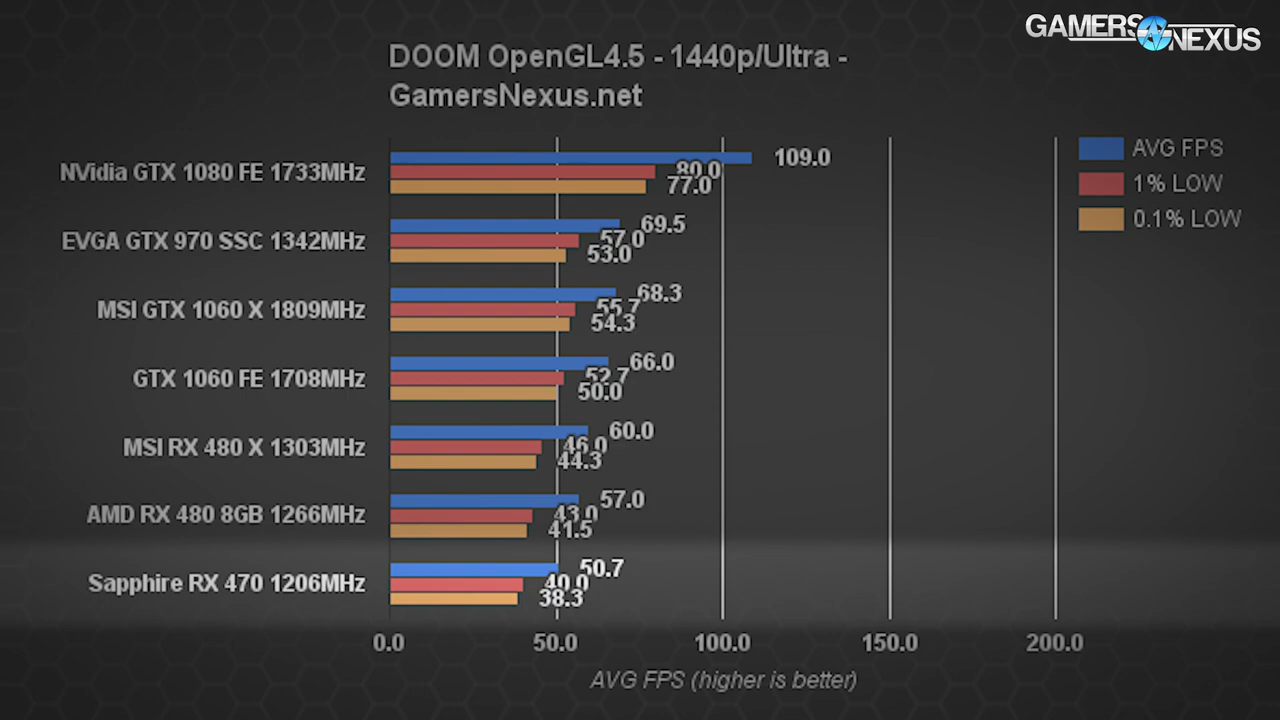 GAMERS NEXUS
DOOM OpenGL4.5 - 1440p/Ultra -
GamersNexus.net
AVG FPS
1% LOW
0.1% LOW
NVidia GTX 1080 FE 1733MHz
109.0
80.0
77.0
EVGA GTX 970 SSC 1342MHz
69.5
57.0
53.0
MSI GTX 1060 X 1809MHz
68.3
55.7
54.3
GTX 1060 FE 1708MHz
66.0
52.7
50.0
MSI RX 480 X 1303MHz
60.0
46.0
44.3
AMD RX 480 8GB 1266MHz
57.0
43.0
41.5
Sapphire RX 470 1206MHz
50.7
40.0
38.3
0.0 50.0 100.0 150.0 200.0
AVG FPS (higher is better)